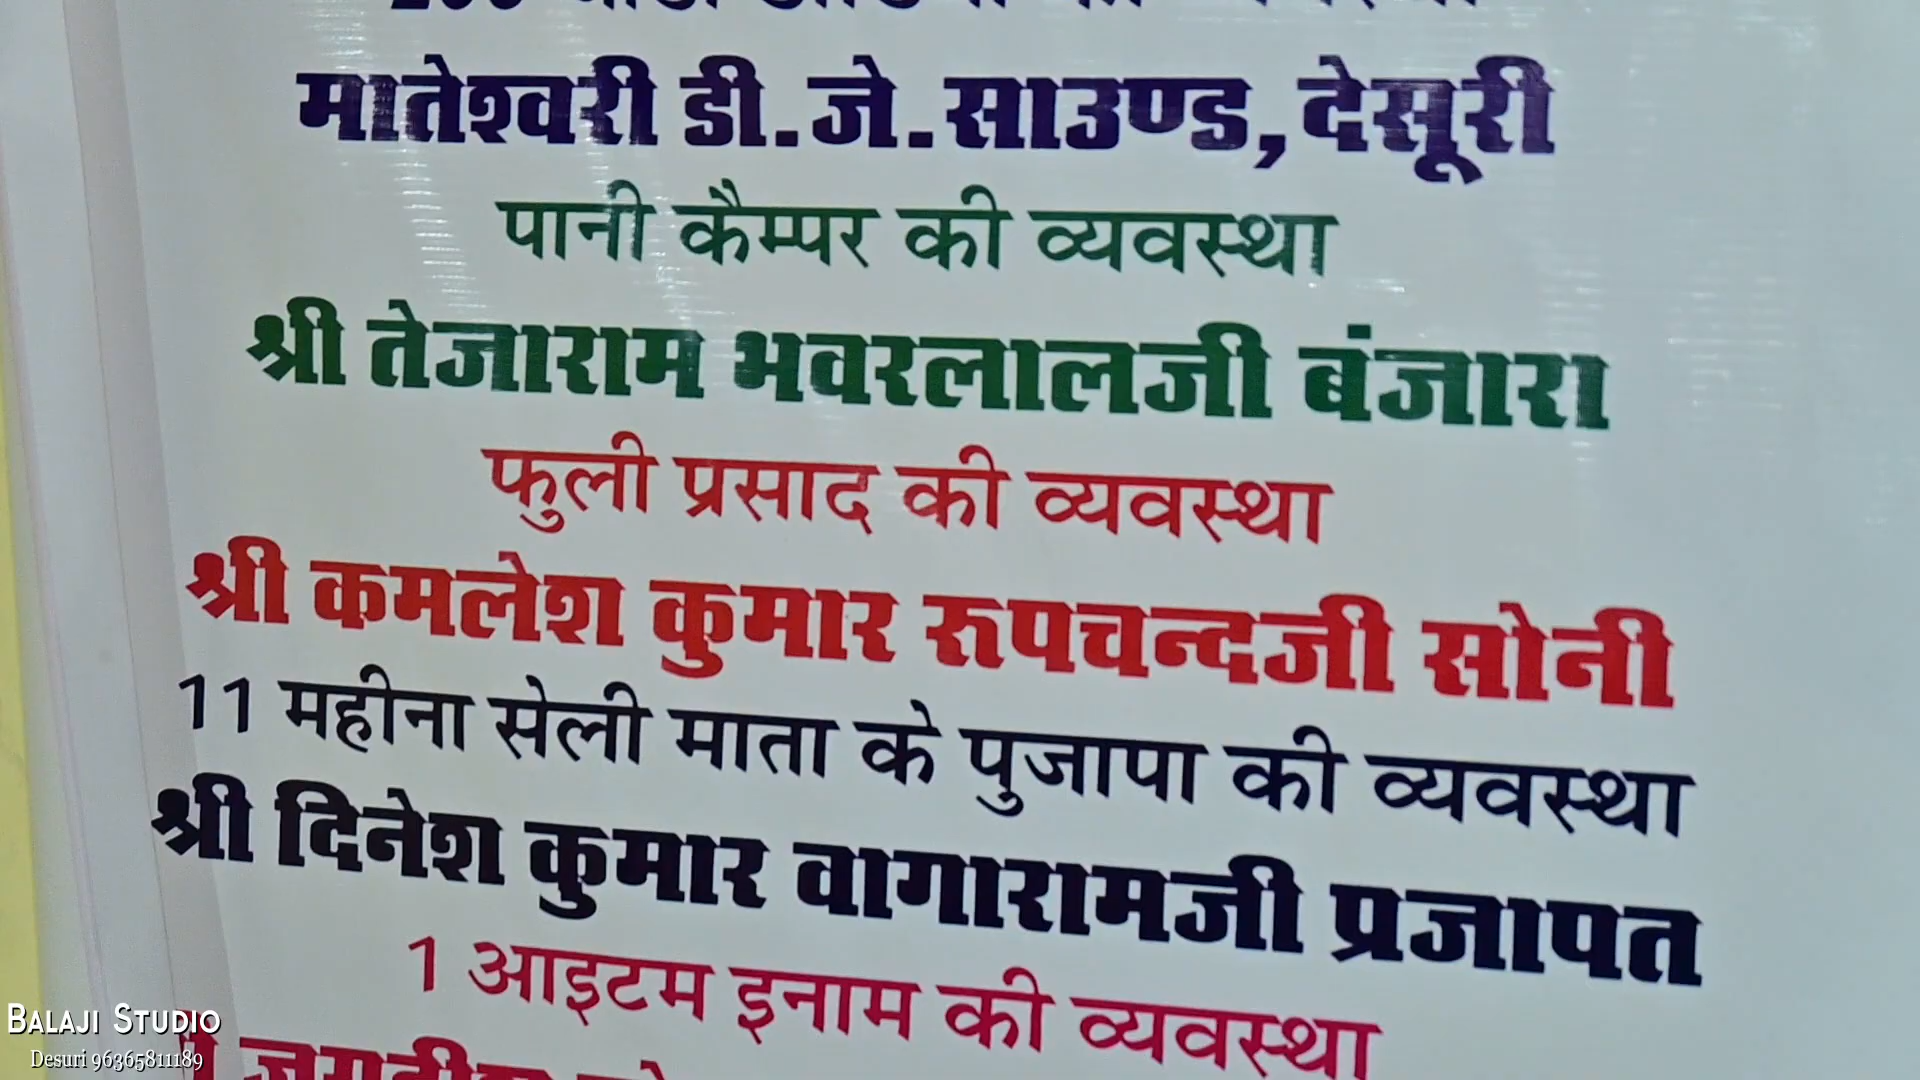 मातेश्वरी डी.जे.साउण्ड,देसूरी
पानी कैम्पर की व्यवस्था
श्री तेजाराम भवरलालजी बंजारा
फुली प्रसाद की व्यवस्था
श्री कमलेश कुमार रूपचन्दजी सोनी
11 महीना सेली माता के पुजापा की व्यवस्था
श्री दिनेश कुमार वागारामजी प्रजापत
1 आइटम इनाम की व्यवस्था
BALAJI STUDIO
Desuri 96365811189